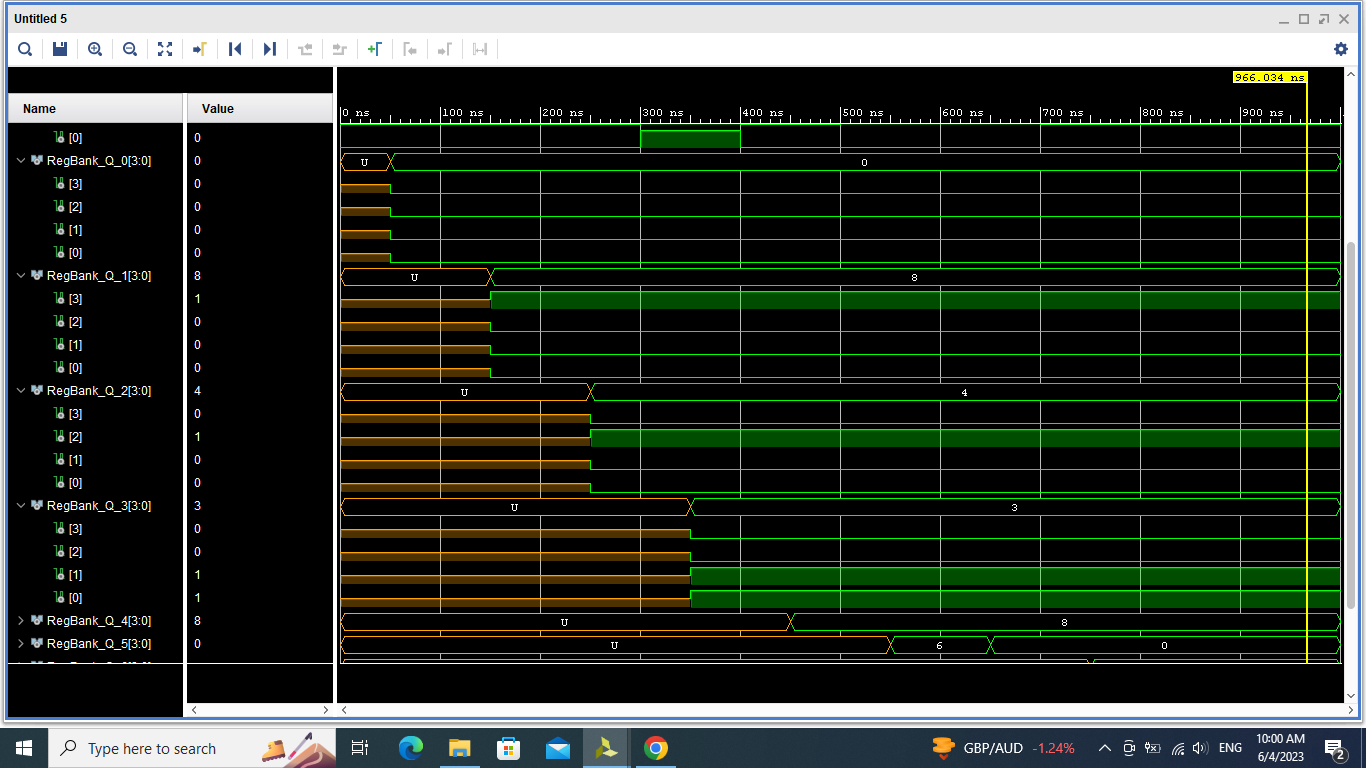 Untitled 5
966.034 ns
Name Value
0 ns 100 ns 200 ns 300 ns 400 ns 500 ns 600 ns 700 ns 800 ns 900 ns
[0] 0
RegBank_Q_0[3:0] 0 U 0
[3] 0
[2] 0
[1] 0
[0] 0
RegBank_Q_1[3:0] 8 U 8
[3] 1
[2] 0
[1] 0
[0] 0
RegBank_Q_2[3:0] 4 U 4
[3] 0
[2] 1
[1] 0
[0] 0
RegBank_Q_3[3:0] 3 U 3
[3] 0
[2] 0
[1] 1
[0] 1
RegBank_Q_4[3:0] 8 U 8
RegBank_Q_5[3:0] 0 U 6 0
Type here to search
GBP/AUD -1.24%
ENG
10:00 AM
6/4/2023
2